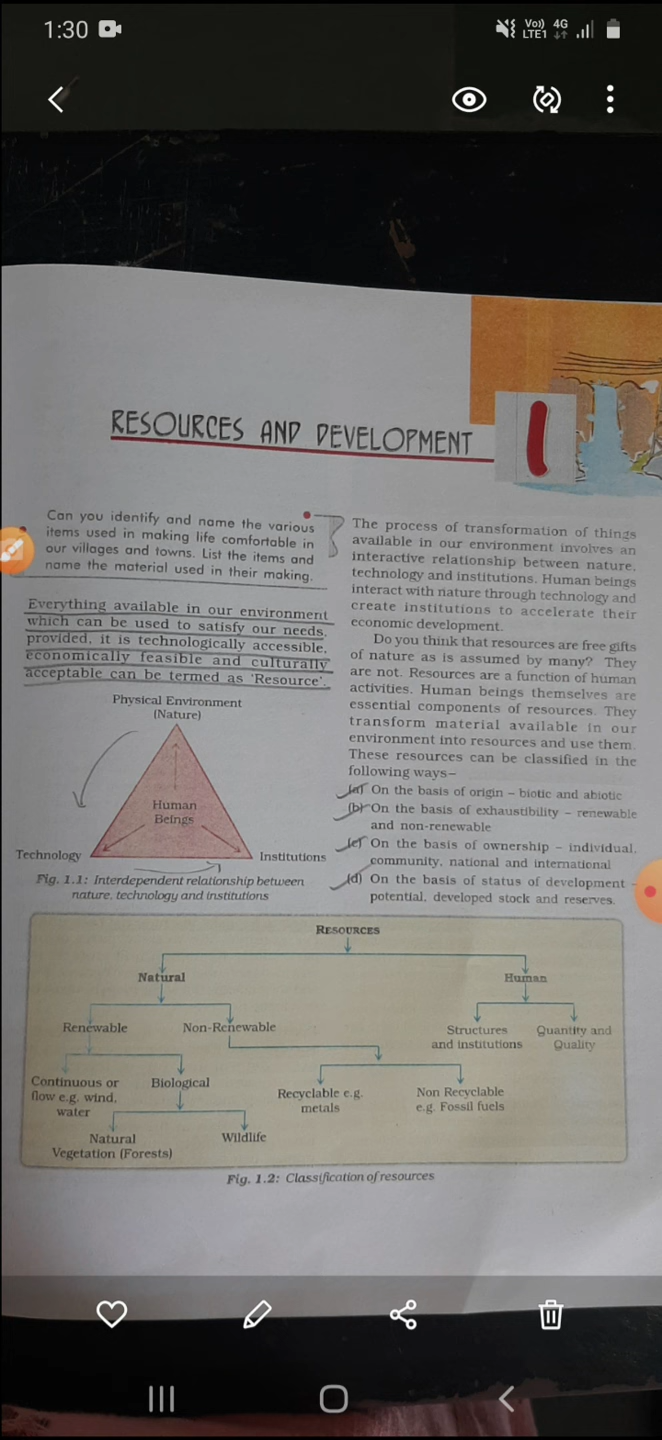 1:30
Vo))
LTE1
4G
RESOURCES AND DEVELOPMENT
Can you identify and name the various
items used in making life comfortable in
our villages and towns. List the items and
name the material used in their making.
Everything available in our environment
which can be used to satisfy our needs,
provided, it is technologically accessible,
economically feasible and culturally
acceptable can be termed as ‘Resource’.
Physical Environment
(Nature)
Human
Beings
Technology
Institutions
Fig. 1.1: Interdependent relationship between
nature, technology and institutions
The process of transformation of things
available in our environment involves an
interactive relationship between nature,
technology and institutions. Human beings
interact with nature through technology and
create institutions to accelerate their
economic development.
Do you think that resources are free gifts
of nature as is assumed by many? They
are not. Resources are a function of human
activities. Human beings themselves are
essential components of resources. They
transform material available in our
environment into resources and use them.
These resources can be classified in the
following ways–
(a) On the basis of origin – biotic and abiotic
(b) On the basis of exhaustibility – renewable
and non-renewable
(c) On the basis of ownership – individual,
community, national and international
(d) On the basis of status of development –
potential, developed stock and reserves.
RESOURCES
Natural
Human
Renewable
Non-Renewable
Structures
and institutions
Quantity and
Quality
Continuous or
flow e.g. wind,
water
Biological
Recyclable e.g.
metals
Non Recyclable
e.g. Fossil fuels
Natural
Vegetation (Forests)
Wildlife
Fig. 1.2: Classification of resources